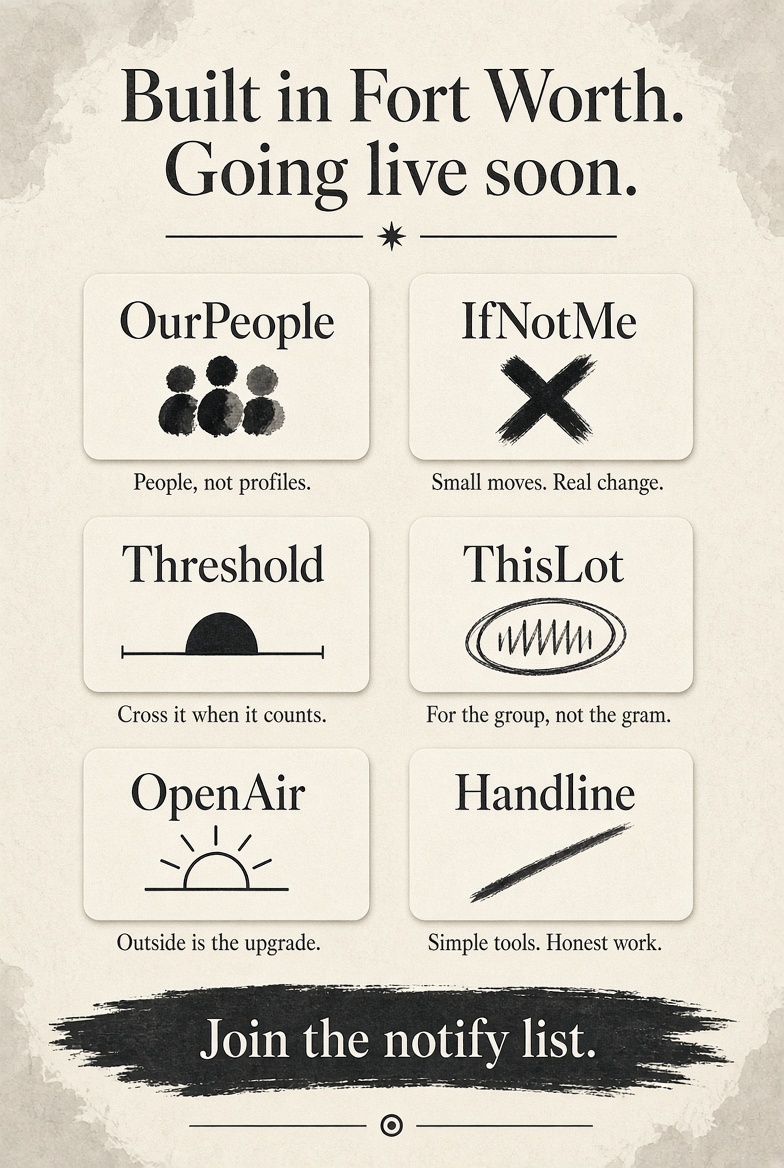 Built in Fort Worth.
Going live soon.
OurPeople
People, not profiles.
IfNotMe
Small moves. Real change.
Threshold
Cross it when it counts.
ThisLot
For the group, not the gram.
OpenAir
Outside is the upgrade.
Handline
Simple tools. Honest work.
Join the notify list.